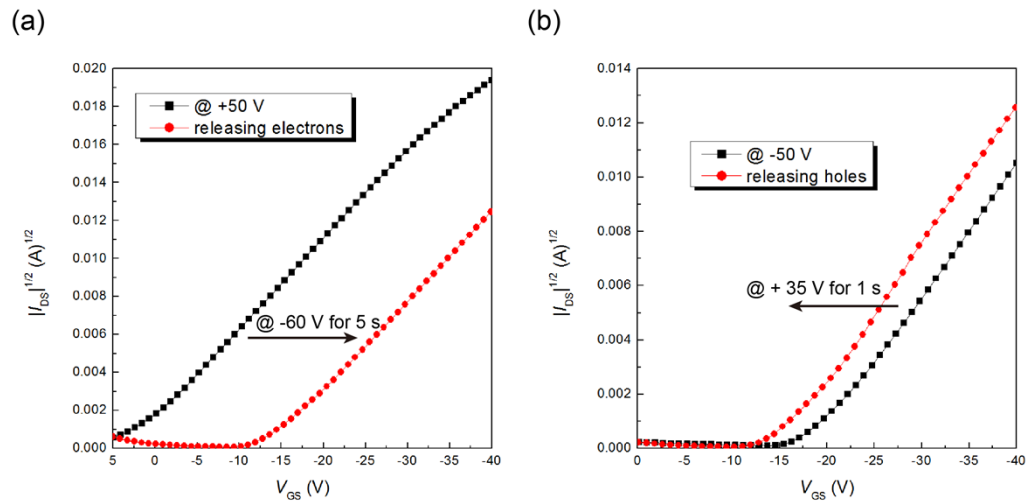 (a)
(b)
0.020
0.018
0.016
0.014
0.012
0.010
0.008
0.006
0.004
0.002
0.000
|I_DS|^1/2 (A)^1/2
@ +50 V
releasing electrons
@ -60 V for 5 s
5 0 -5 -10 -15 -20 -25 -30 -35 -40
V_GS (V)
0.014
0.012
0.010
0.008
0.006
0.004
0.002
0.000
|I_DS|^1/2 (A)^1/2
@ -50 V
releasing holes
@ + 35 V for 1 s
0 -5 -10 -15 -20 -25 -30 -35 -40
V_GS (V)